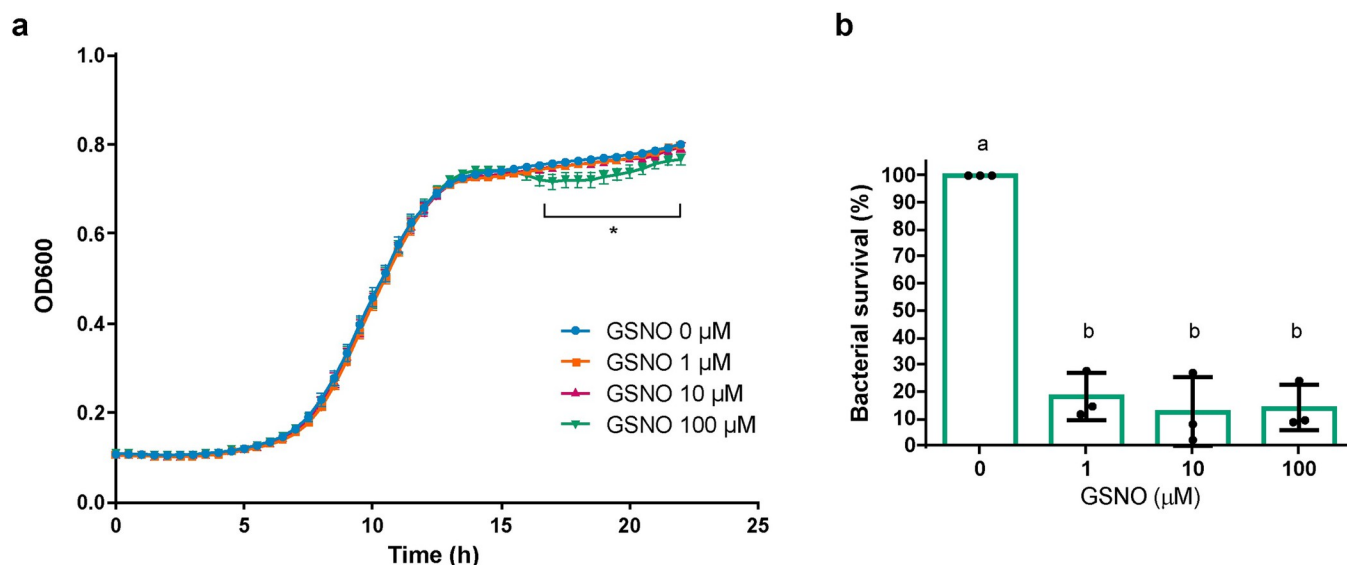 a
OD600
1.0
0.8
0.6
0.4
0.2
0.0
0
5
10
15
20
25
Time (h)
*
GSNO 0 µM
GSNO 1 µM
GSNO 10 µM
GSNO 100 µM
b
Bacterial survival (%)
100
90
80
70
60
50
40
30
20
10
0
a
b
b
b
0
1
10
100
GSNO (µM)